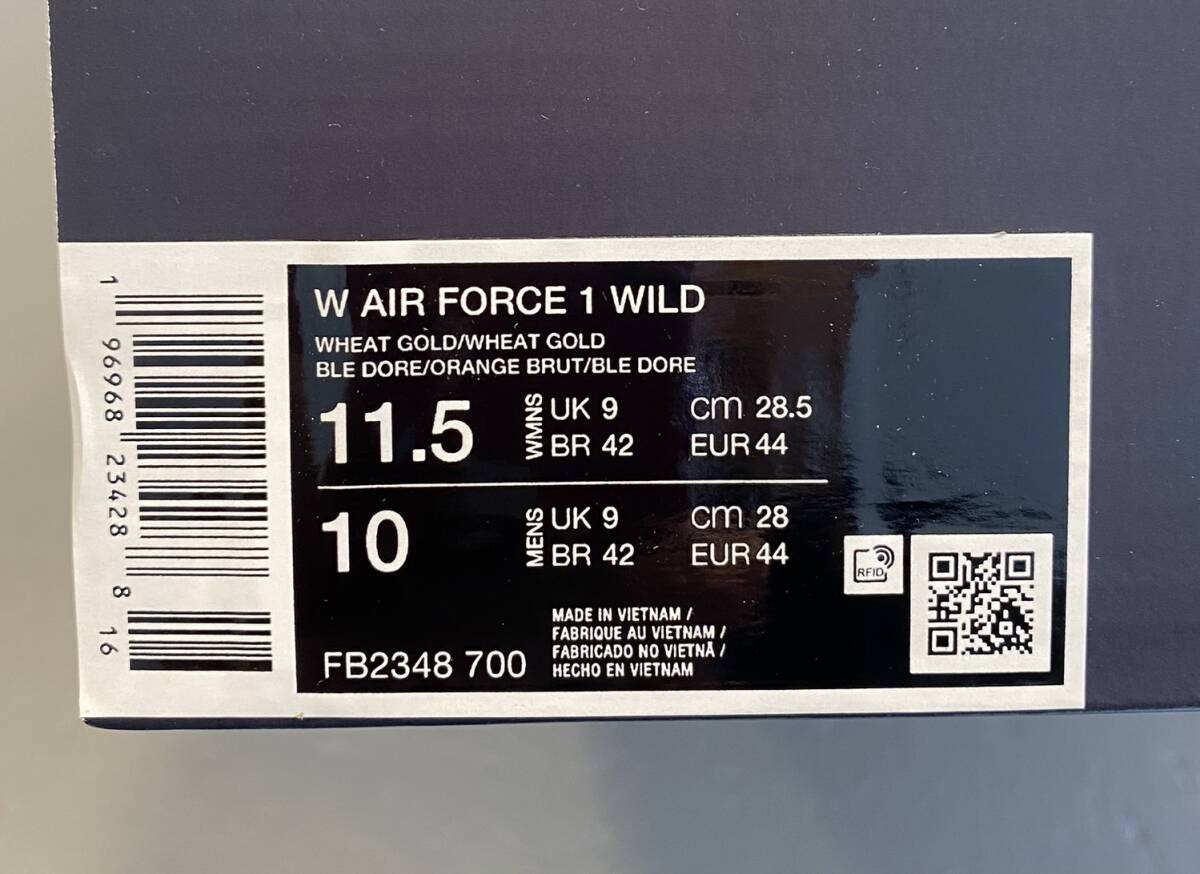 W AIR FORCE 1 WILD
WHEAT GOLD/WHEAT GOLD
BLE DORE/ORANGE BRUT/BLE DORE
11.5 WMNS UK 9 cm 28.5
BR 42 EUR 44
10 MENS UK 9 cm 28
BR 42 EUR 44
MADE IN VIETNAM /
FABRIQUE AU VIETNAM /
FABRICADO NO VIETNÃ /
HECHO EN VIETNAM
FB2348 700
RFID
1 96968 23428 8 16